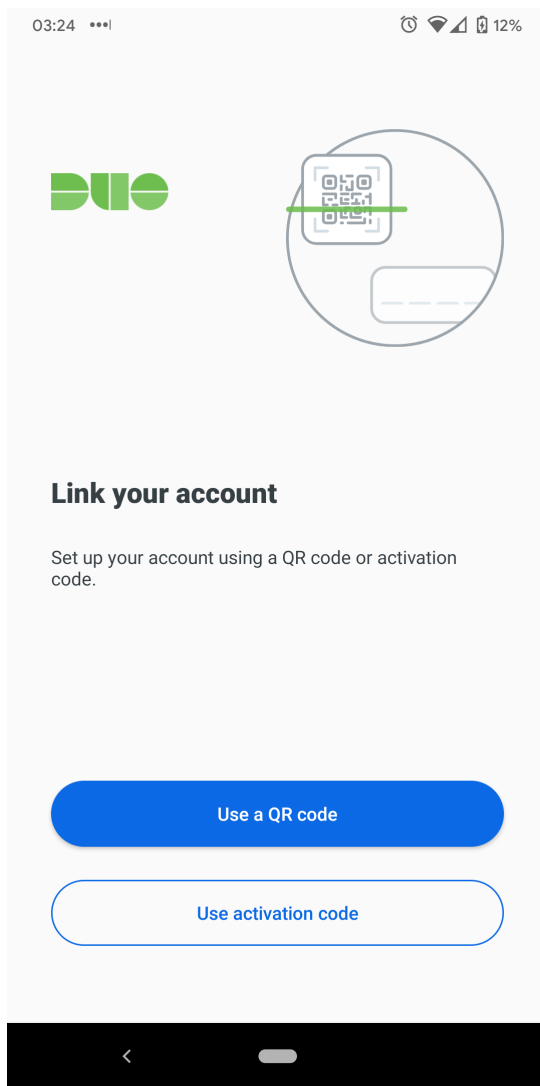 03:24
12%
DUO
Link your account
Set up your account using a QR code or activation
code.
Use a QR code
Use activation code